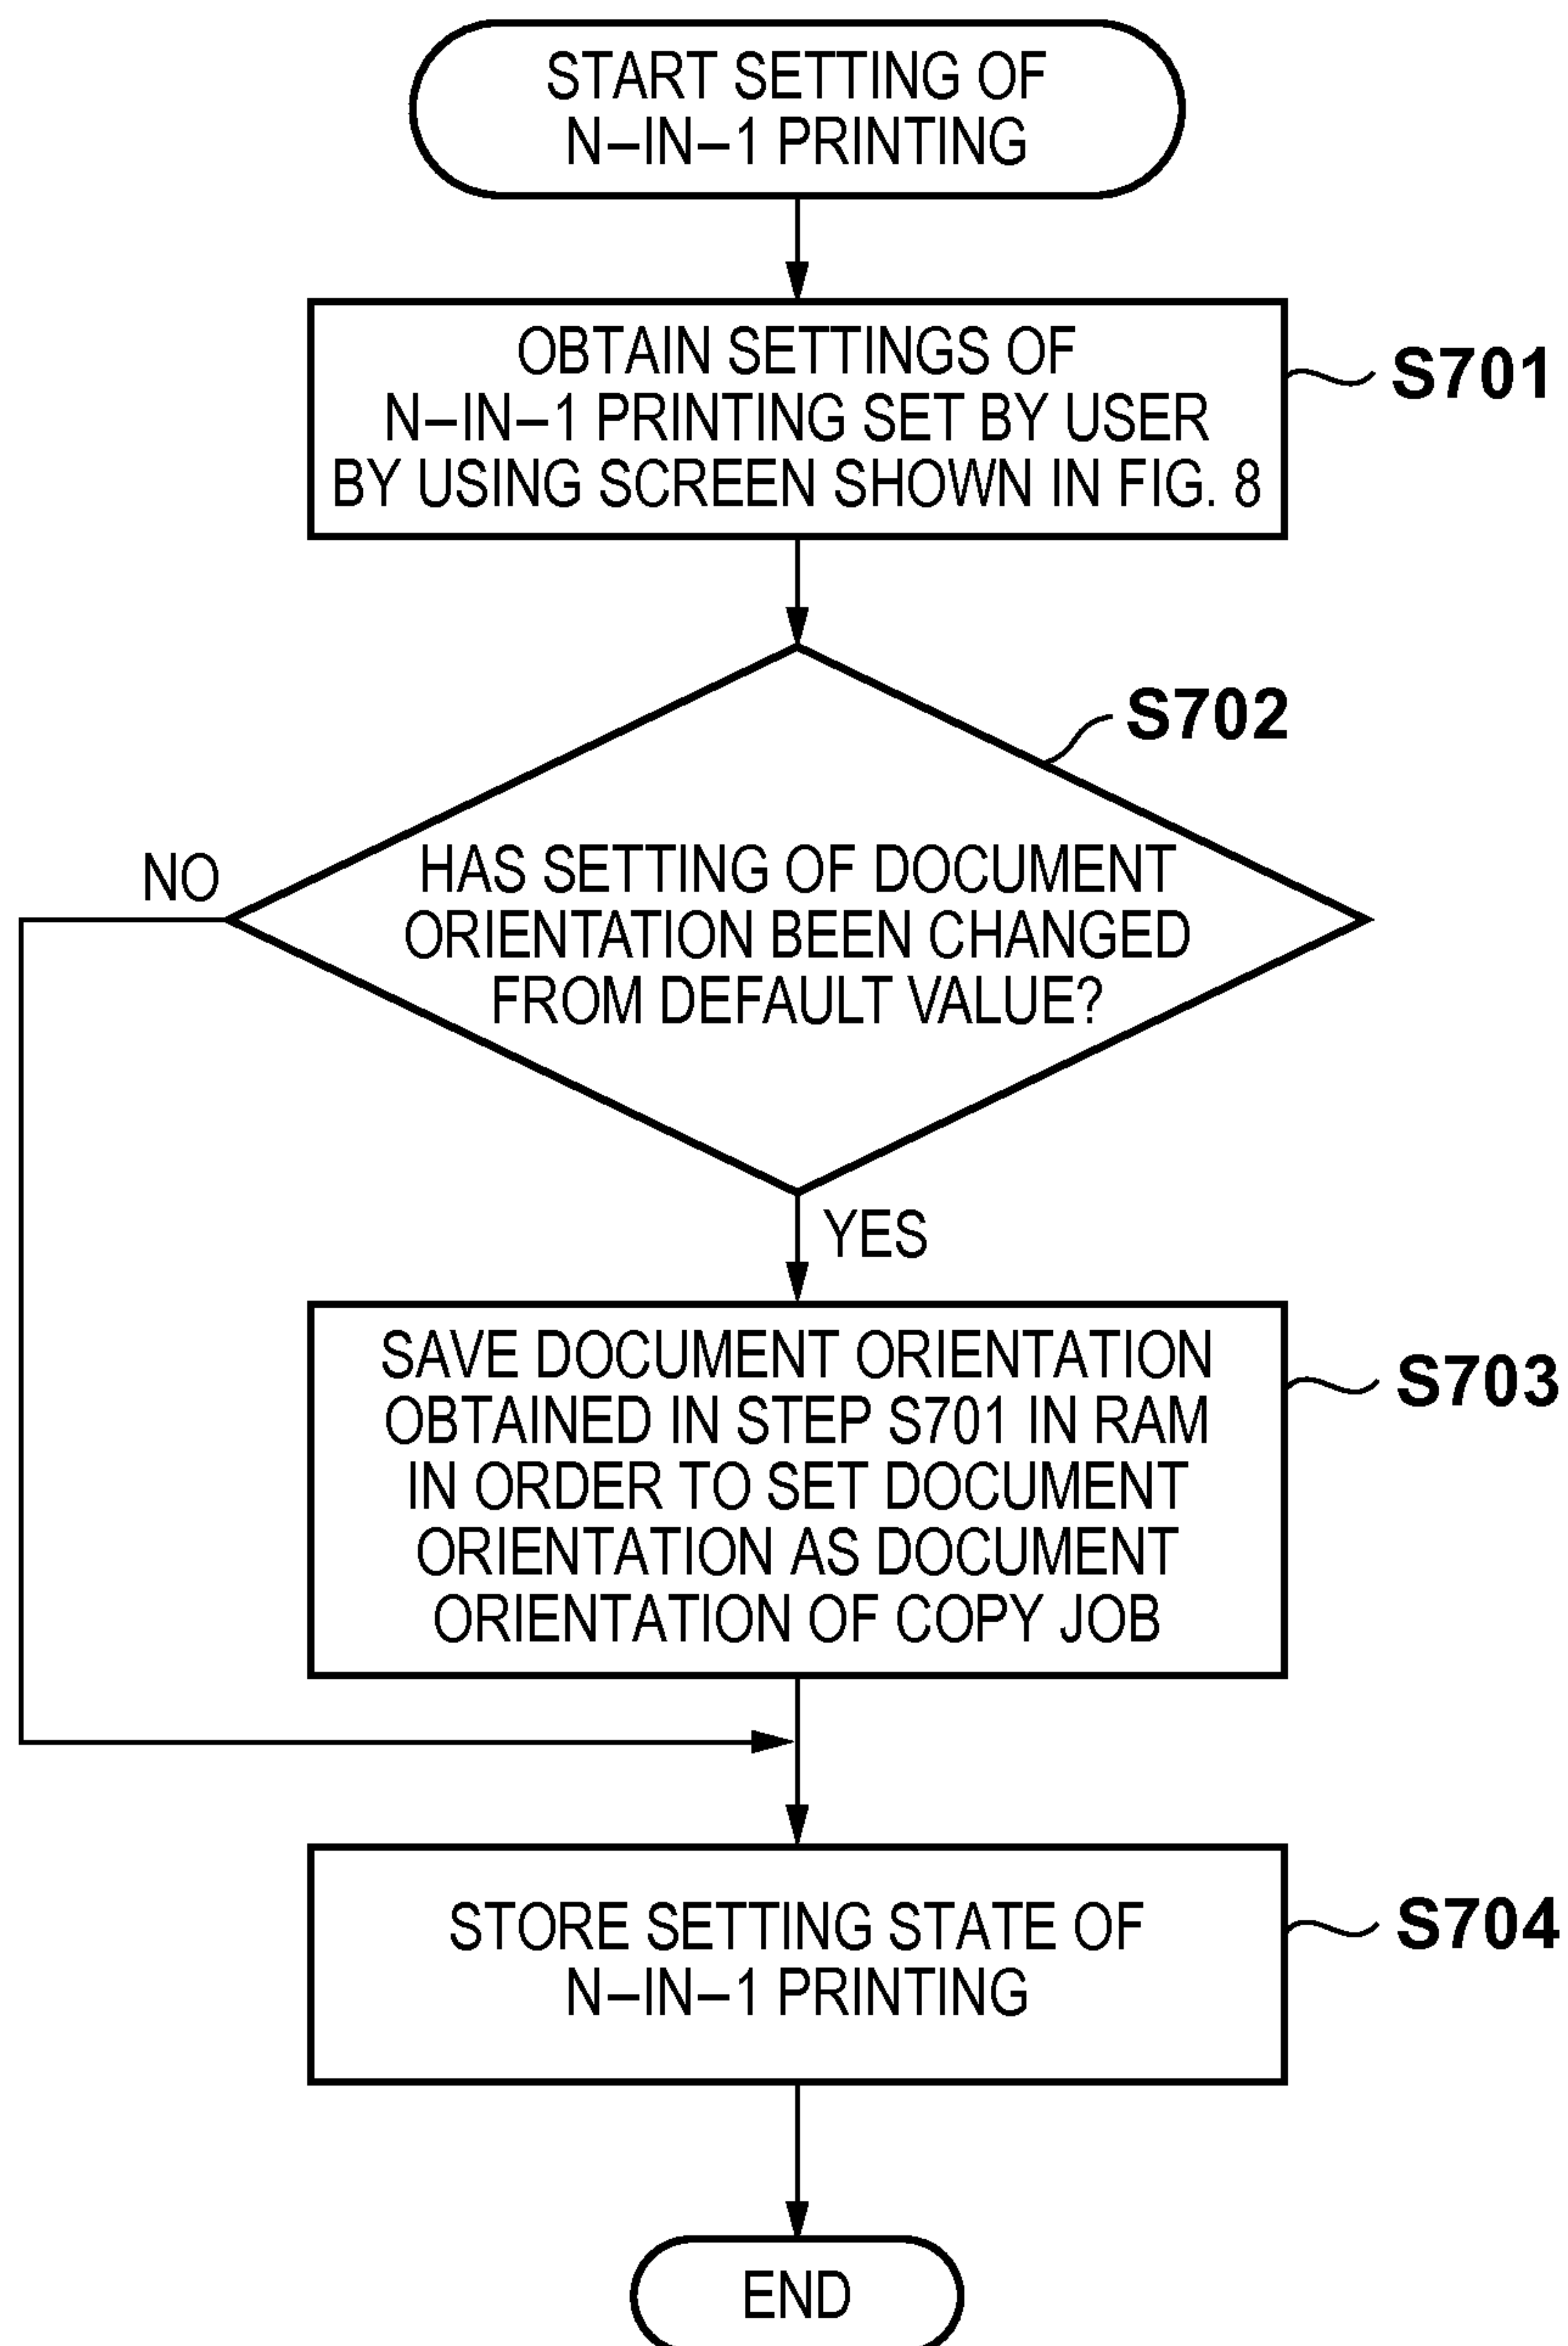 START SETTING OF
N–IN–1 PRINTING
OBTAIN SETTINGS OF
N–IN–1 PRINTING SET BY USER
BY USING SCREEN SHOWN IN FIG. 8
S701
S702
HAS SETTING OF DOCUMENT
ORIENTATION BEEN CHANGED
FROM DEFAULT VALUE?
NO
YES
SAVE DOCUMENT ORIENTATION
OBTAINED IN STEP S701 IN RAM
IN ORDER TO SET DOCUMENT
ORIENTATION AS DOCUMENT
ORIENTATION OF COPY JOB
S703
STORE SETTING STATE OF
N–IN–1 PRINTING
S704
END